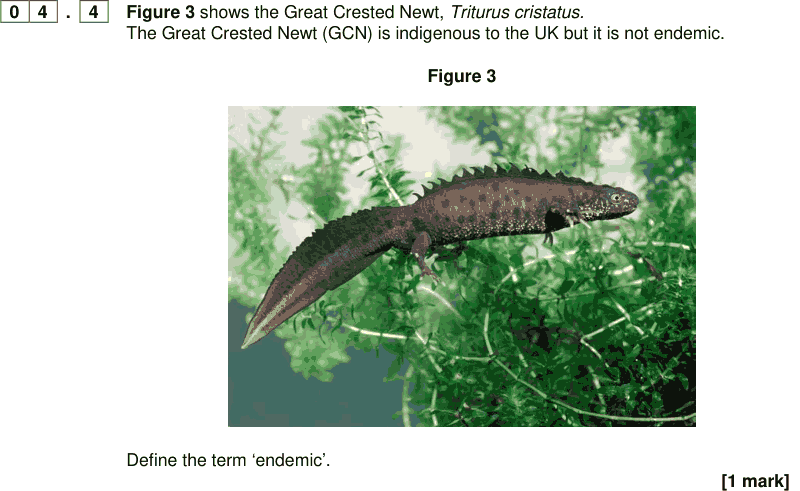 0 4 . 4 Figure 3 shows the Great Crested Newt, Triturus cristatus.
The Great Crested Newt (GCN) is indigenous to the UK but it is not endemic.
Figure 3
Define the term ‘endemic’.
[1 mark]